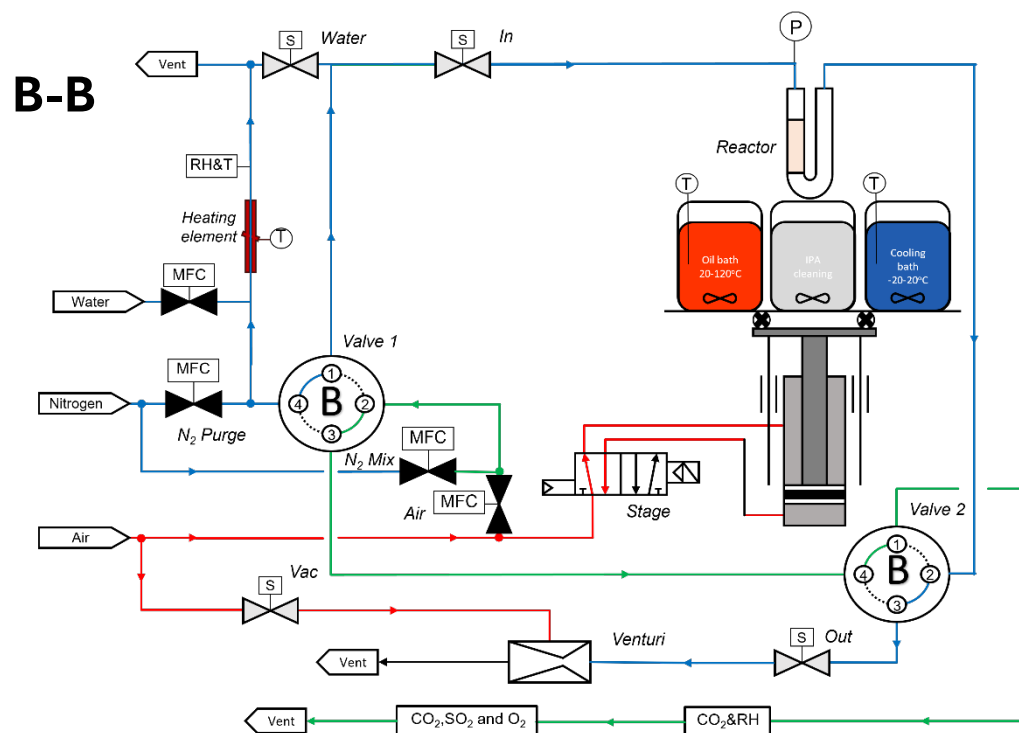 Water
In
S
S
P
Vent
B-B
Reactor
RH&T
T
T
Heating
element
T
Oil bath
20-120°C
IPA
cleaning
Cooling
bath
-20-20°C
MFC
Water
Valve 1
MFC
1
Nitrogen
4
B
2
3
N₂ Purge
N₂ Mix
MFC
MFC
Air
Stage
Valve 2
Air
1
Vac
4
B
2
S
3
Venturi
S
Out
Vent
Vent
CO₂,SO₂ and O₂
CO₂&RH